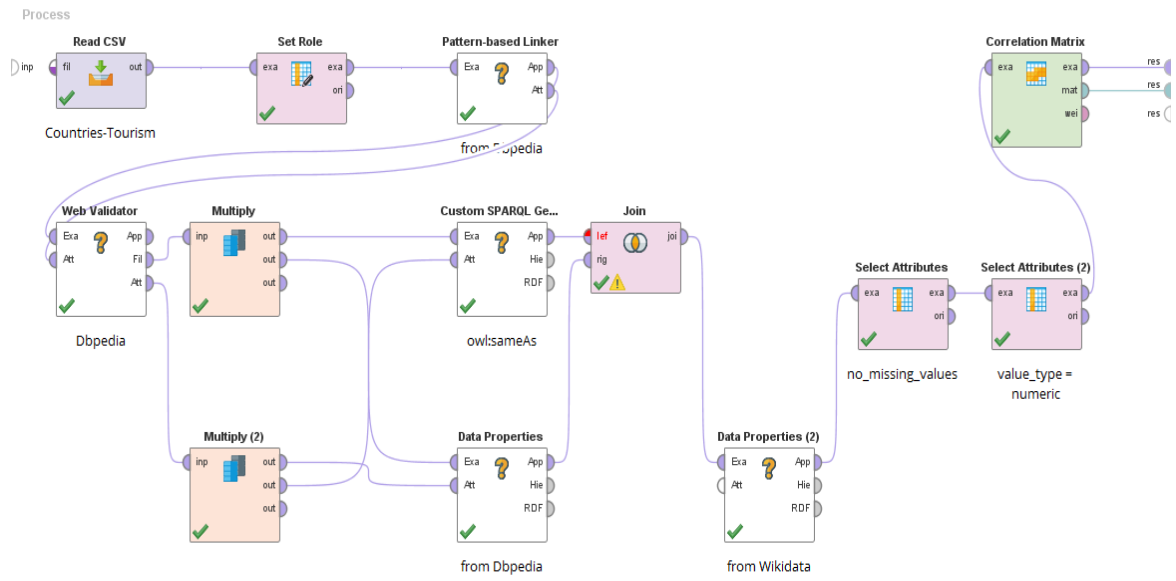 Process
Read CSV
Set Role
Pattern-based Linker
Correlation Matrix
inp
fil
out
exa
exa
Exa
App
exa
exa
res
ori
Att
mat
res
wei
res
Countries-Tourism
from Dbpedia
Web Validator
Multiply
Custom SPARQL Ge...
Join
Exa
App
inp
out
Exa
App
lef
joi
Att
Fil
out
Att
Hie
rig
Att
out
RDF
Select Attributes
Select Attributes (2)
exa
exa
exa
exa
ori
ori
Dbpedia
owl:sameAs
no_missing_values
value_type =
numeric
Multiply (2)
Data Properties
Data Properties (2)
inp
out
Exa
App
Exa
App
out
Att
Hie
Att
Hie
out
RDF
RDF
from Dbpedia
from Wikidata